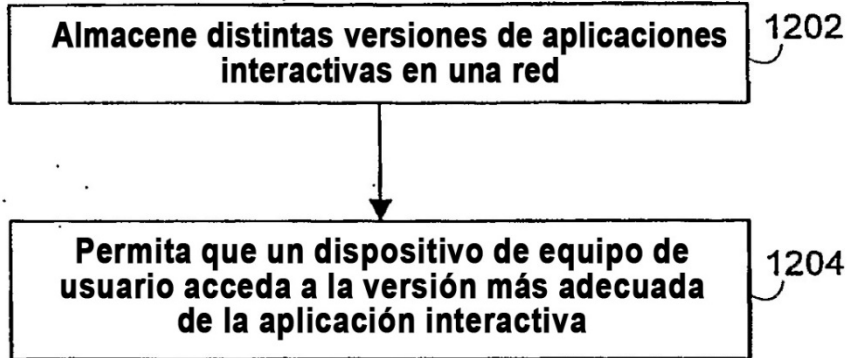 Almacene distintas versiones de aplicaciones
interactivas en una red
1202
Permita que un dispositivo de equipo de
usuario acceda a la versión más adecuada
de la aplicación interactiva
1204